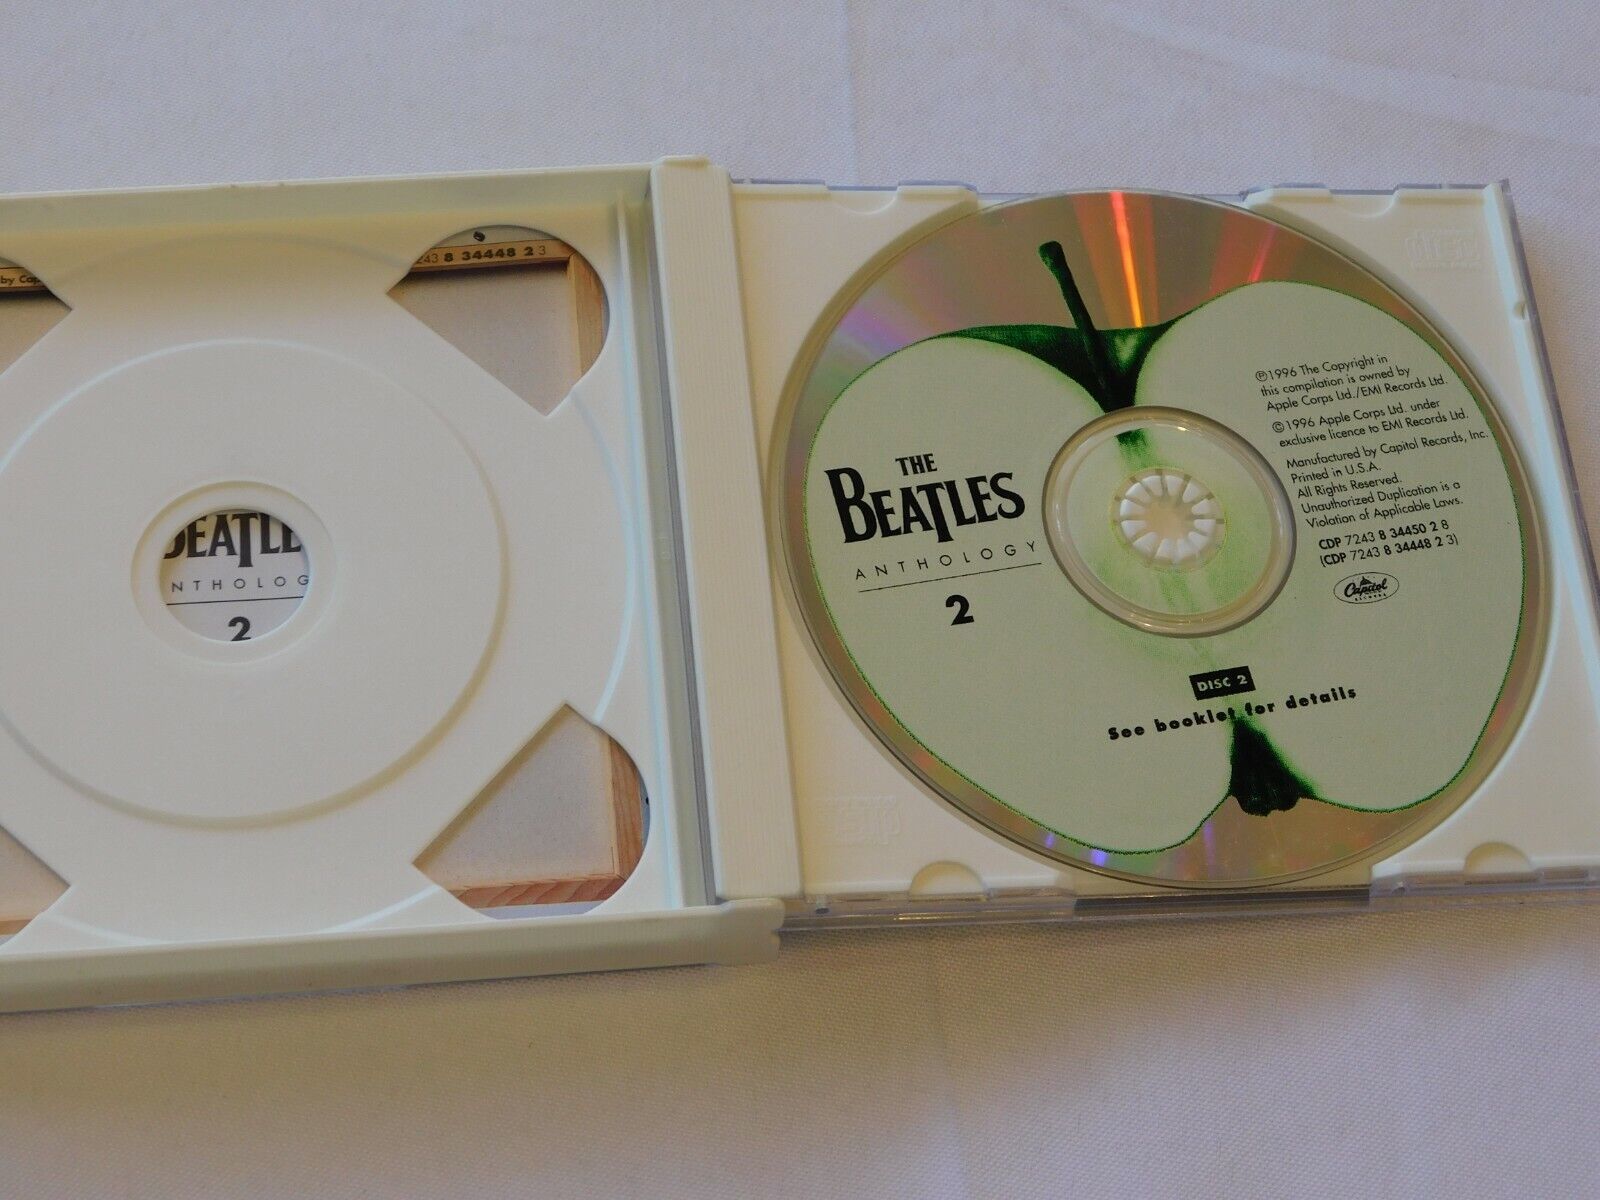 by Cap
243 8 34448 2 3
BEATLE
NTHOLOG
2
THE
BEATLES
ANTHOLOGY
2
℗1996 The Copyright in
this compilation is owned by
Apple Corps Ltd./EMI Records Ltd.
©1996 Apple Corps Ltd. under
exclusive licence to EMI Records Ltd.
Manufactured by Capitol Records, Inc.
Printed in U.S.A.
All Rights Reserved.
Unauthorized Duplication is a
Violation of Applicable Laws.
CDP 7243 8 34450 2 8
(CDP 7243 8 34448 2 3)
Capitol
RECORDS
DISC 2
See booklet for details